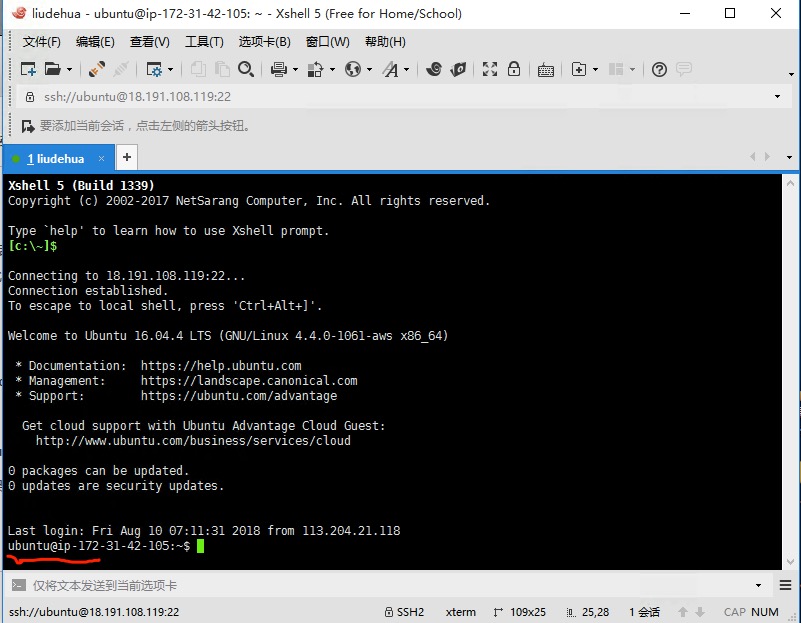 liudehua - ubuntu@ip-172-31-42-105: ~ - Xshell 5 (Free for Home/School)
文件(F) 编辑(E) 查看(V) 工具(T) 选项卡(B) 窗口(W) 帮助(H)
ssh://ubuntu@18.191.108.119:22
要添加当前会话，点击左侧的箭头按钮。
1 liudehua × +
Xshell 5 (Build 1339)
Copyright (c) 2002-2017 NetSarang Computer, Inc. All rights reserved.
Type `help' to learn how to use Xshell prompt.
[c:\~]$
Connecting to 18.191.108.119:22...
Connection established.
To escape to local shell, press 'Ctrl+Alt+]'.
Welcome to Ubuntu 16.04.4 LTS (GNU/Linux 4.4.0-1061-aws x86_64)
* Documentation:  https://help.ubuntu.com
* Management:     https://landscape.canonical.com
* Support:        https://ubuntu.com/advantage
Get cloud support with Ubuntu Advantage Cloud Guest:
http://www.ubuntu.com/business/services/cloud
0 packages can be updated.
0 updates are security updates.
Last login: Fri Aug 10 07:11:31 2018 from 113.204.21.118
ubuntu@ip-172-31-42-105:~$
仅将文本发送到当前选项卡
ssh://ubuntu@18.191.108.119:22 SSH2 xterm 109x25 25,28 1 会话 CAP NUM